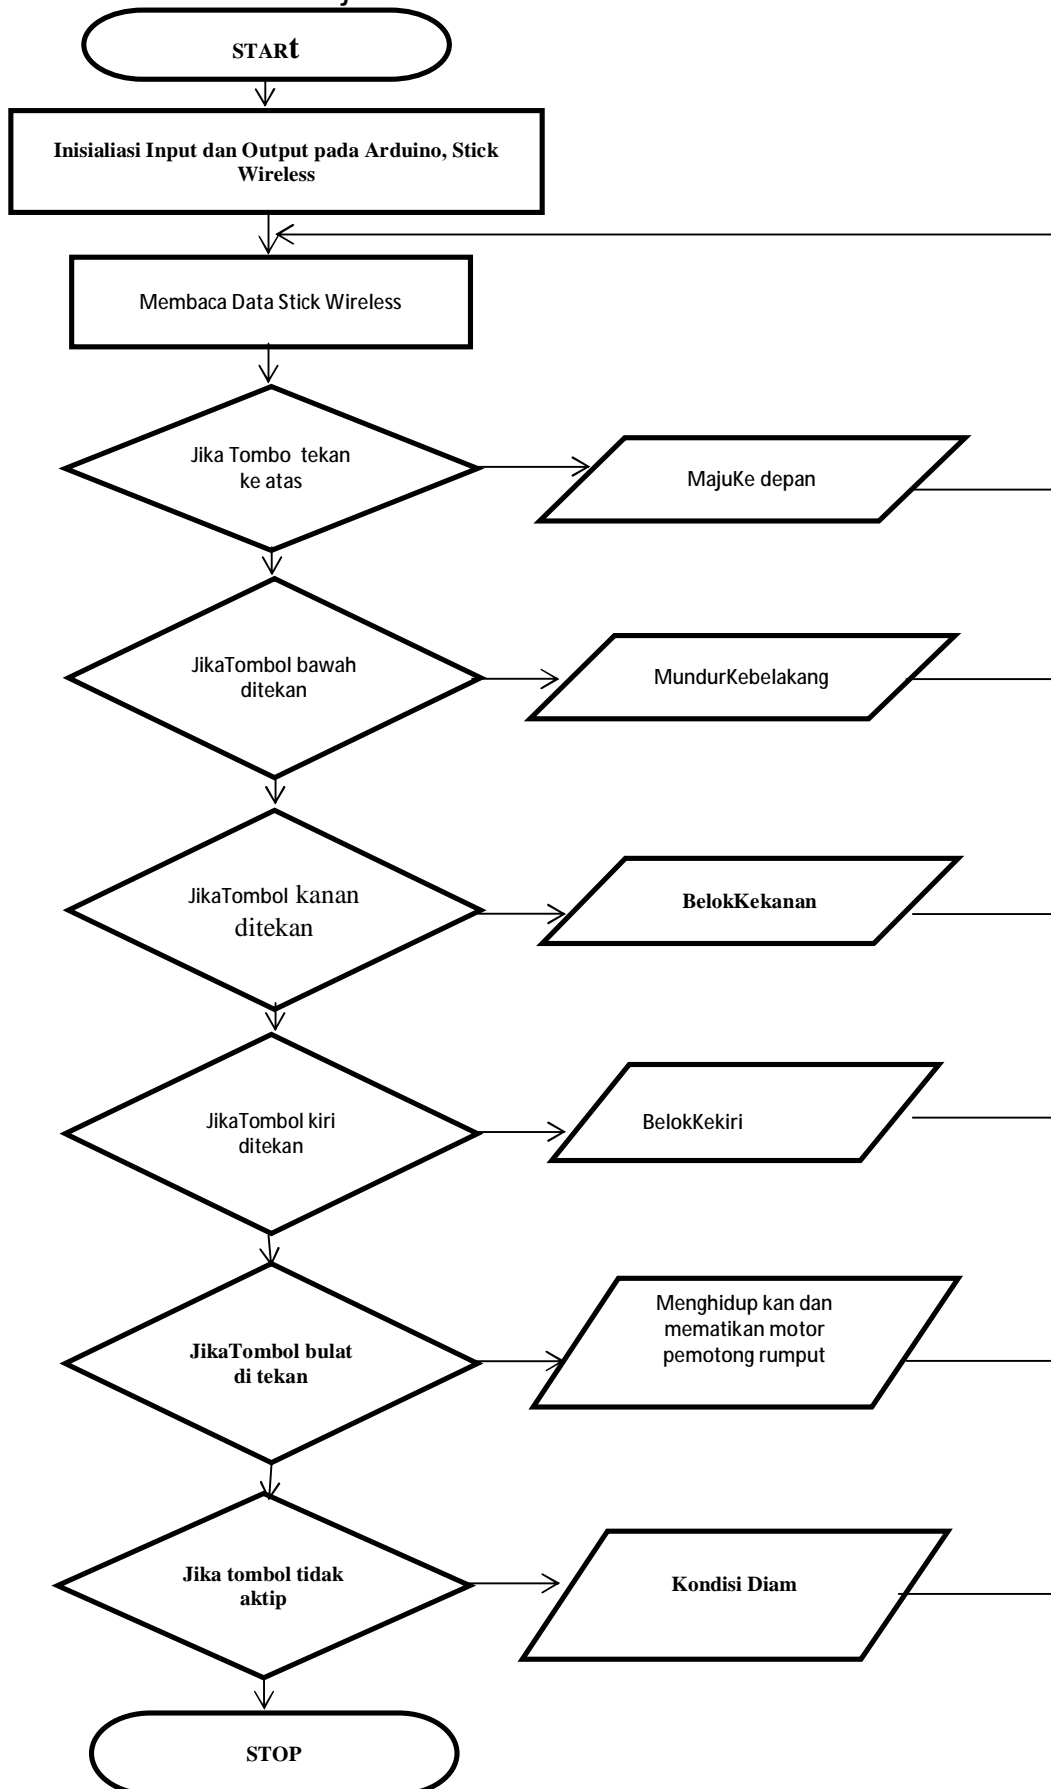 STARt
Inisialiasi Input dan Output pada Arduino, Stick
Wireless
Membaca Data Stick Wireless
Jika Tombo tekan
ke atas
MajuKe depan
JikaTombol bawah
ditekan
MundurKebelakang
JikaTombol kanan
ditekan
BelokKekanan
JikaTombol kiri
ditekan
BelokKekiri
JikaTombol bulat
di tekan
Menghidup kan dan
mematikan motor
pemotong rumput
Jika tombol tidak
aktip
Kondisi Diam
STOP